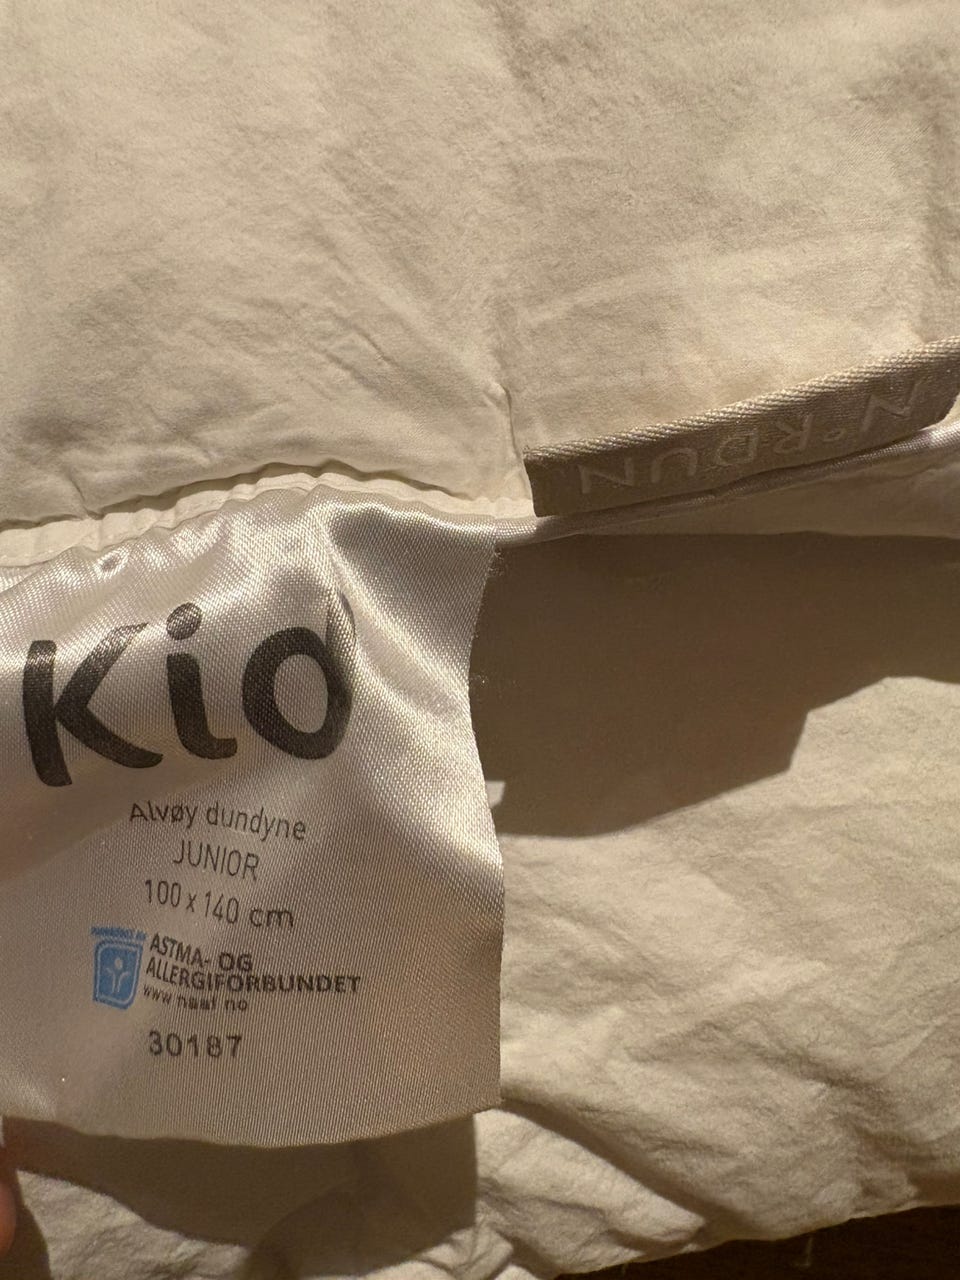 N°RDUN
Kid
Alvøy dundyne
JUNIOR
100 x 140 cm
ASTMA- OG
ALLERGIFORBUNDET
www naaf no
30187